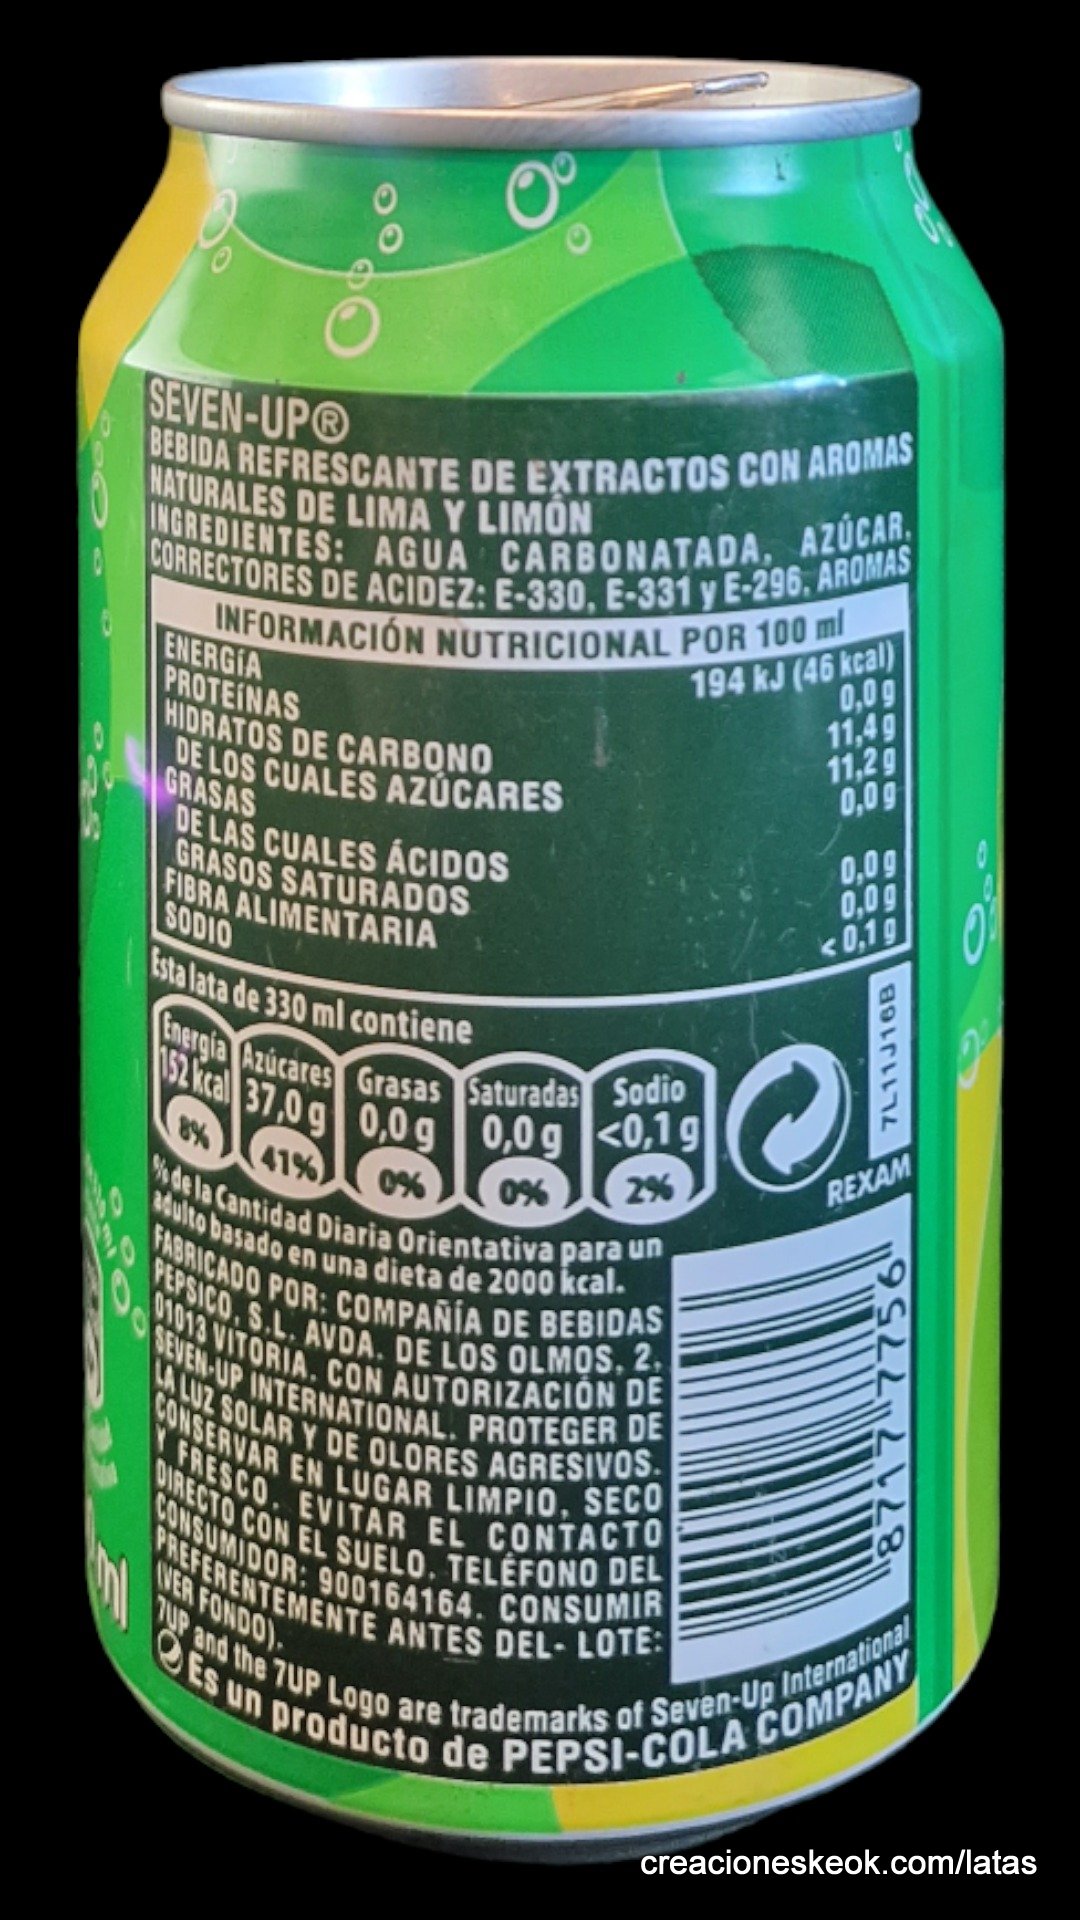 SEVEN-UP®
BEBIDA REFRESCANTE DE EXTRACTOS CON AROMAS
NATURALES DE LIMA Y LIMÓN
INGREDIENTES: AGUA CARBONATADA, AZÚCAR,
CORRECTORES DE ACIDEZ: E-330, E-331 y E-296, AROMAS
INFORMACIÓN NUTRICIONAL POR 100 ml
ENERGÍA 194 kJ (46 kcal)
PROTEÍNAS 0,0 g
HIDRATOS DE CARBONO 11,4 g
DE LOS CUALES AZÚCARES 11,2 g
GRASAS 0,0 g
DE LAS CUALES ÁCIDOS
GRASOS SATURADOS 0,0 g
FIBRA ALIMENTARIA 0,0 g
SODIO < 0,1 g
Esta lata de 330 ml contiene
Energía Azúcares Grasas Saturadas Sodio
152 kcal 37,0 g 0,0 g 0,0 g <0,1 g
8% 41% 0% 0% 2%
7L11J16B
REXAM
% de la Cantidad Diaria Orientativa para un
adulto basado en una dieta de 2000 kcal.
FABRICADO POR: COMPAÑÍA DE BEBIDAS
PEPSICO, S.L. AVDA. DE LOS OLMOS, 2,
01013 VITORIA. CON AUTORIZACIÓN DE
SEVEN-UP INTERNATIONAL. PROTEGER DE
LA LUZ SOLAR Y DE OLORES AGRESIVOS.
CONSERVAR EN LUGAR LIMPIO, SECO
Y FRESCO. EVITAR EL CONTACTO
DIRECTO CON EL SUELO. TELÉFONO DEL
CONSUMIDOR: 900164164. CONSUMIR
PREFERENTEMENTE ANTES DEL- LOTE:
(VER FONDO).
87177756
7UP and the 7UP Logo are trademarks of Seven-Up International
Es un producto de PEPSI-COLA COMPANY
ml
creacioneskeok.com/latas